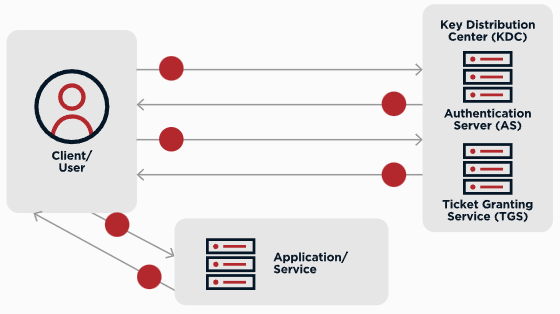 Key Distribution
Center (KDC)
Client/
User
Authentication
Server (AS)
Ticket Granting
Service (TGS)
Application/
Service